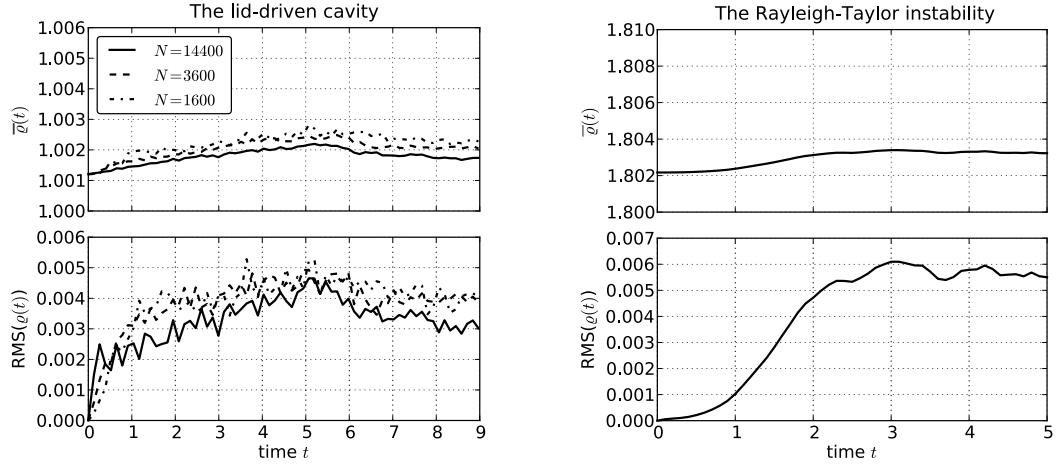 The lid-driven cavity
1.006
1.005
1.004
1.003
1.002
1.001
1.000
ϱ̅(t)
N=14400
N=3600
N=1600
The Rayleigh-Taylor instability
1.810
1.808
1.806
1.804
1.802
1.800
ϱ̅(t)
0.006
0.005
0.004
0.003
0.002
0.001
0.000
RMS(ϱ(t))
0 1 2 3 4 5 6 7 8 9
time t
0.007
0.006
0.005
0.004
0.003
0.002
0.001
0.000
RMS(ϱ(t))
0 1 2 3 4 5
time t